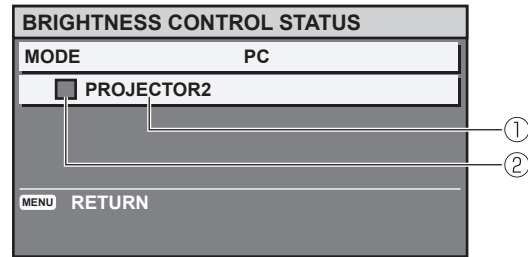 BRIGHTNESS CONTROL STATUS
MODE PC
PROJECTOR2
①
②
MENU RETURN